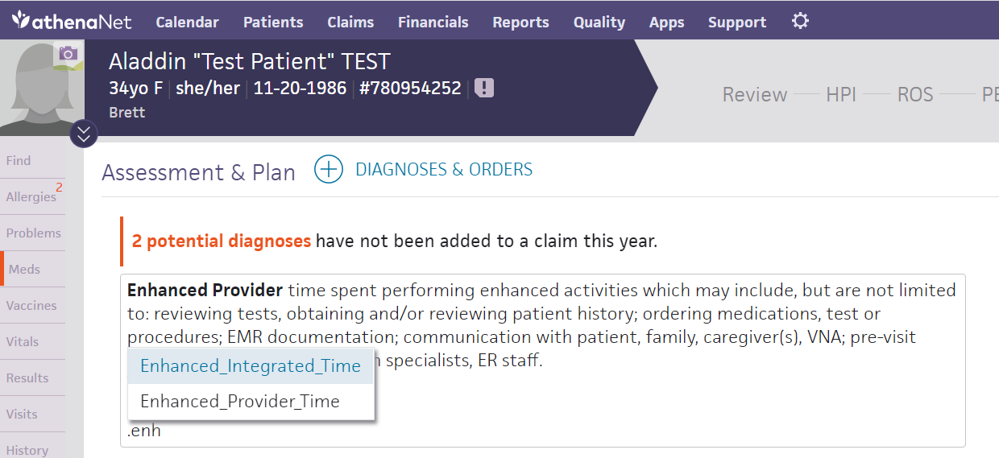 athenaNet Calendar Patients Claims Financials Reports Quality Apps Support
Aladdin "Test Patient" TEST
34yo F she/her 11-20-1986 #780954252 !
Brett
Review HPI ROS
Find
Allergies 2
Problems
Meds
Vaccines
Vitals
Results
Visits
History
Assessment & Plan DIAGNOSES & ORDERS
2 potential diagnoses have not been added to a claim this year.
Enhanced Provider time spent performing enhanced activities which may include, but are not limited
to: reviewing tests, obtaining and/or reviewing patient history; ordering medications, test or
procedures; EMR documentation; communication with patient, family, caregiver(s), VNA; pre-visit
specialists, ER staff.
Enhanced_Integrated_Time
Enhanced_Provider_Time
.enh